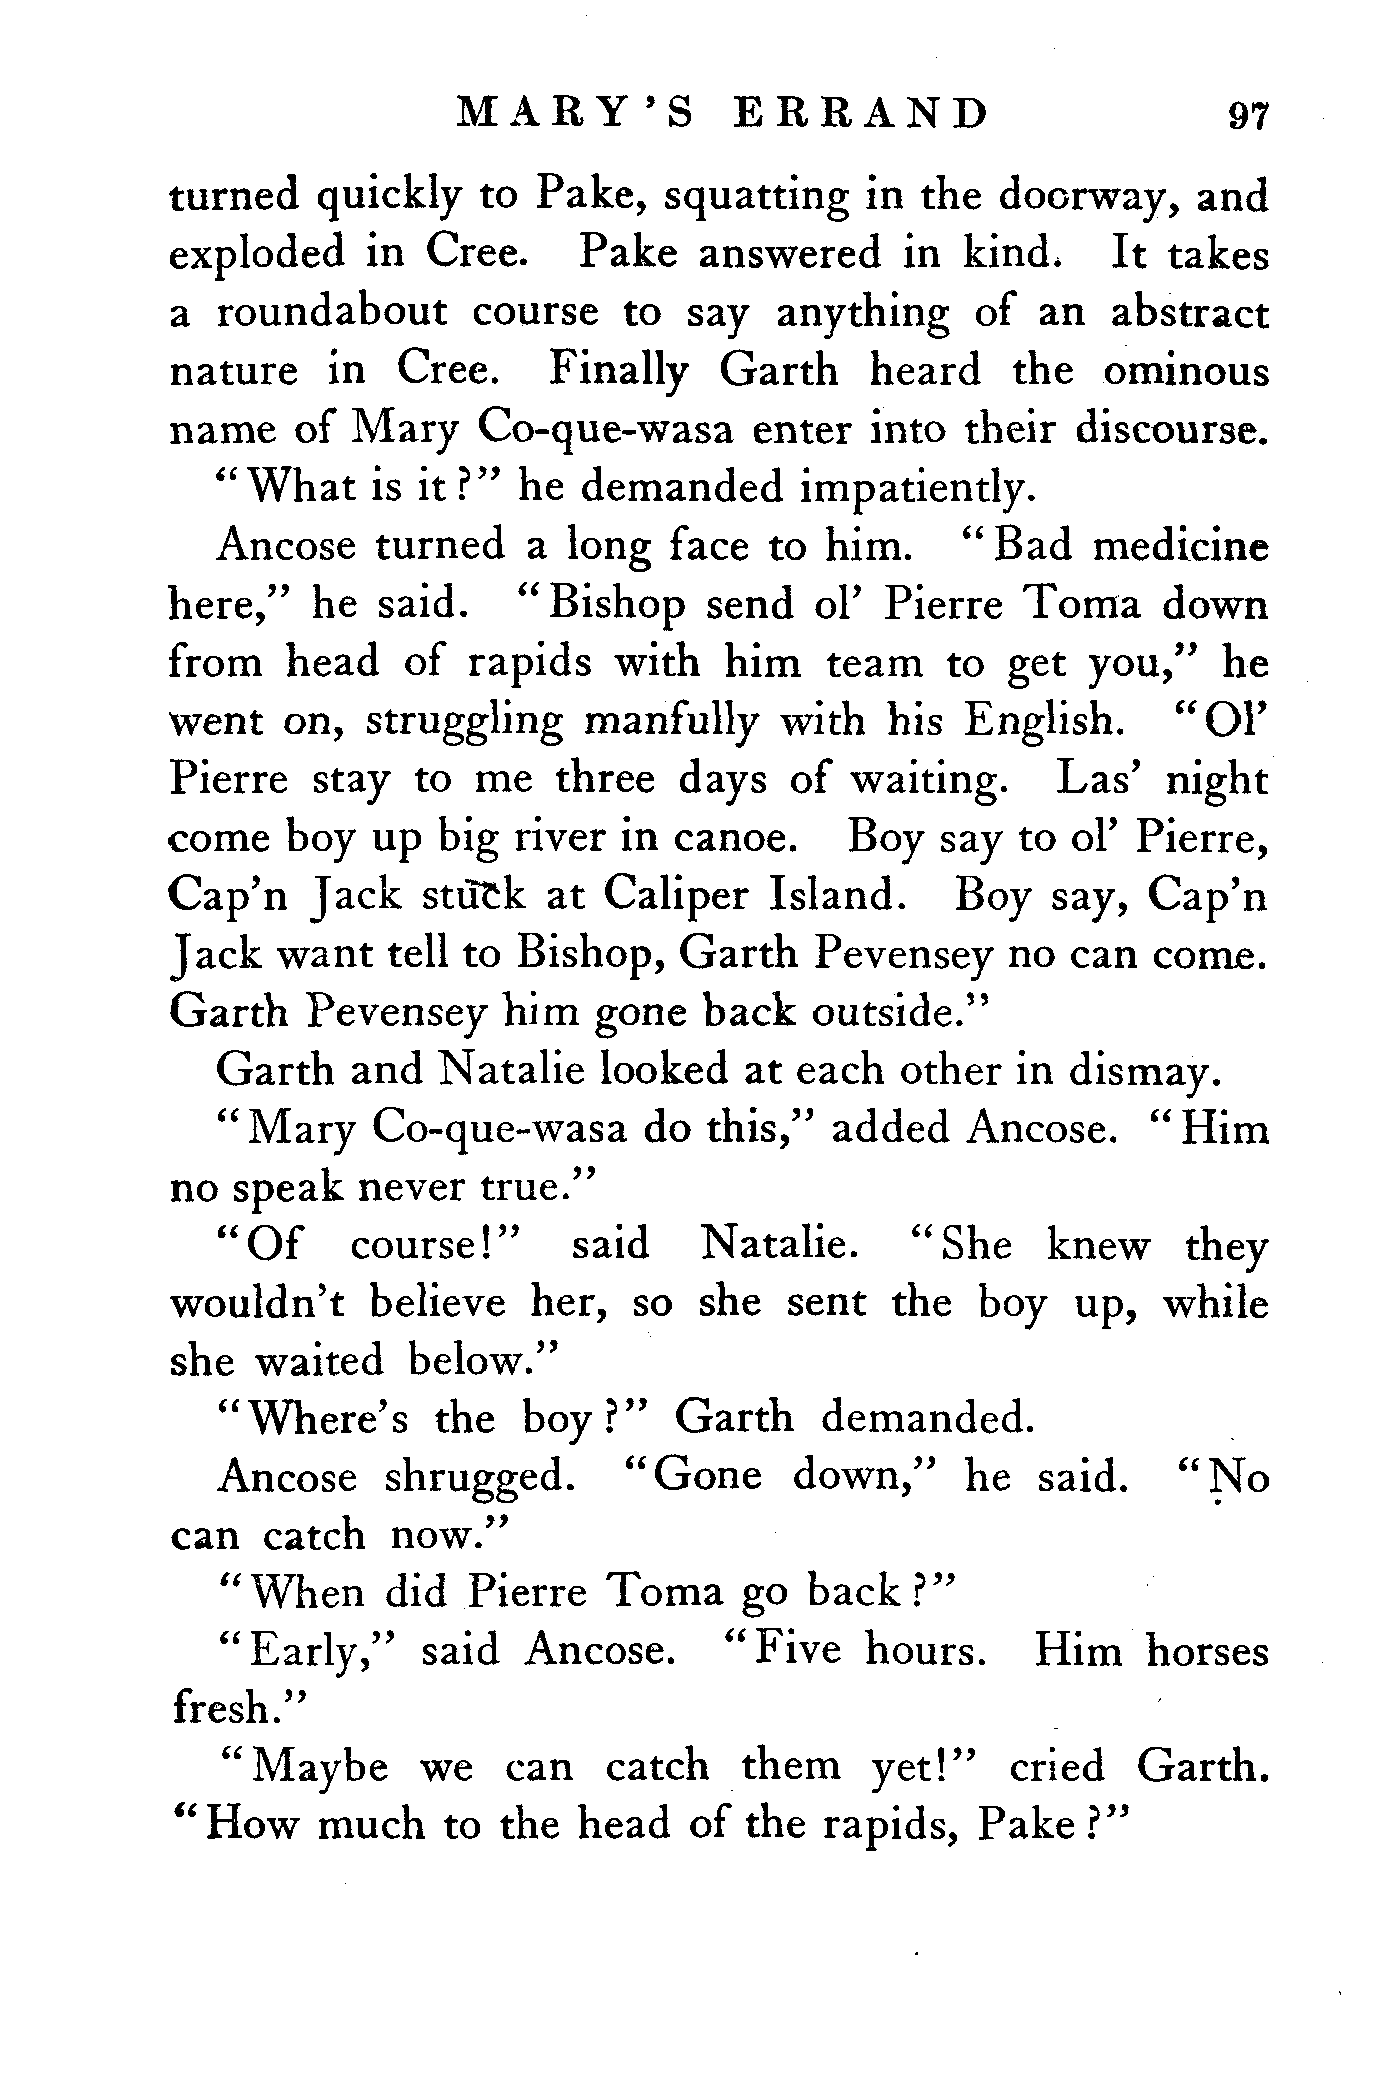 MARY'S ERRAND 97
turned quickly to Pake, squatting in the doorway, and
exploded in Cree. Pake answered in kind. It takes
a roundabout course to say anything of an abstract
nature in Cree. Finally Garth heard the ominous
name of Mary Co-que-wasa enter into their discourse.
"What is it?" he demanded impatiently.
Ancose turned a long face to him. "Bad medicine
here," he said. "Bishop send ol' Pierre Toma down
from head of rapids with him team to get you," he
went on, struggling manfully with his English. "Ol'
Pierre stay to me three days of waiting. Las' night
come boy up big river in canoe. Boy say to ol' Pierre,
Cap'n Jack stuck at Caliper Island. Boy say, Cap'n
Jack want tell to Bishop, Garth Pevensey no can come.
Garth Pevensey him gone back outside."
Garth and Natalie looked at each other in dismay.
"Mary Co-que-wasa do this," added Ancose. "Him
no speak never true."
"Of course!" said Natalie. "She knew they
wouldn't believe her, so she sent the boy up, while
she waited below."
"Where's the boy?" Garth demanded.
Ancose shrugged. "Gone down," he said. "No
can catch now."
"When did Pierre Toma go back?"
"Early," said Ancose. "Five hours. Him horses
fresh."
"Maybe we can catch them yet!" cried Garth.
"How much to the head of the rapids, Pake?"